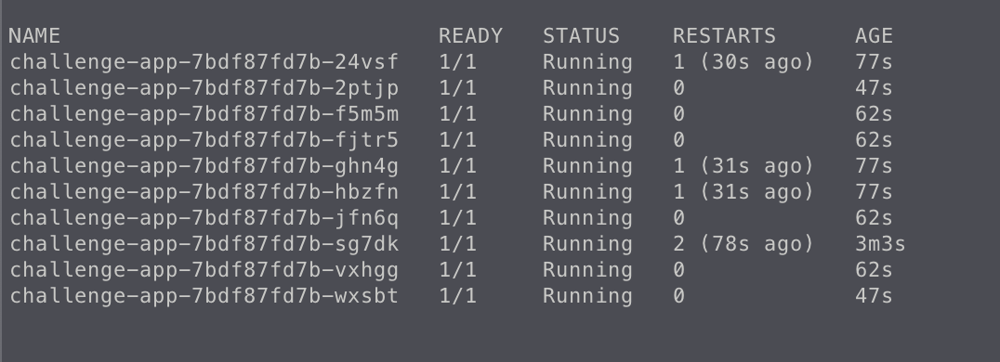 NAME READY STATUS RESTARTS AGE
challenge-app-7bdf87fd7b-24vsf 1/1 Running 1 (30s ago) 77s
challenge-app-7bdf87fd7b-2ptjp 1/1 Running 0 47s
challenge-app-7bdf87fd7b-f5m5m 1/1 Running 0 62s
challenge-app-7bdf87fd7b-fjtr5 1/1 Running 0 62s
challenge-app-7bdf87fd7b-ghn4g 1/1 Running 1 (31s ago) 77s
challenge-app-7bdf87fd7b-hbzfn 1/1 Running 1 (31s ago) 77s
challenge-app-7bdf87fd7b-jfn6q 1/1 Running 0 62s
challenge-app-7bdf87fd7b-sg7dk 1/1 Running 2 (78s ago) 3m3s
challenge-app-7bdf87fd7b-vxhgg 1/1 Running 0 62s
challenge-app-7bdf87fd7b-wxsbt 1/1 Running 0 47s